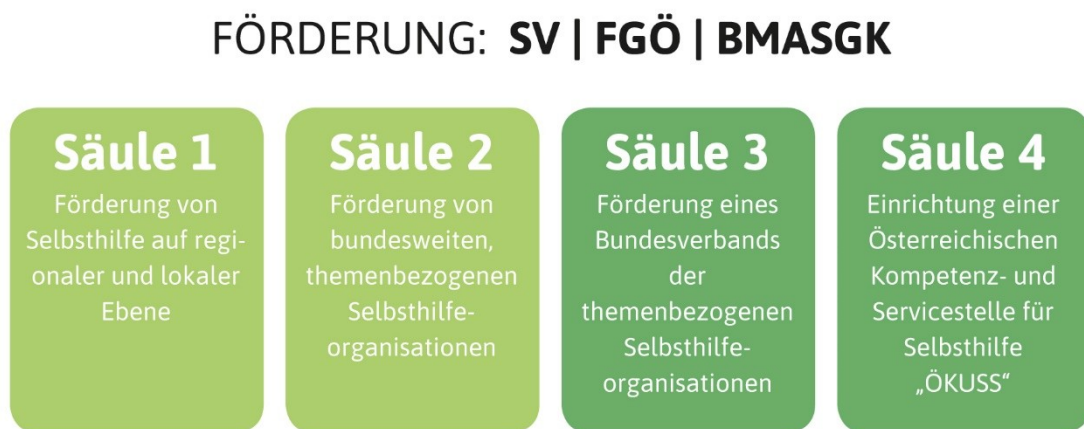 FÖRDERUNG: SV | FGÖ | BMASGK
Säule 1
Förderung von
Selbsthilfe auf regi-
onaler und lokaler
Ebene
Säule 2
Förderung von
bundesweiten,
themenbezogenen
Selbsthilfe-
organisationen
Säule 3
Förderung eines
Bundesverbands
der
themenbezogenen
Selbsthilfe-
organisationen
Säule 4
Einrichtung einer
Österreichischen
Kompetenz- und
Servicestelle für
Selbsthilfe
„ÖKUSS“